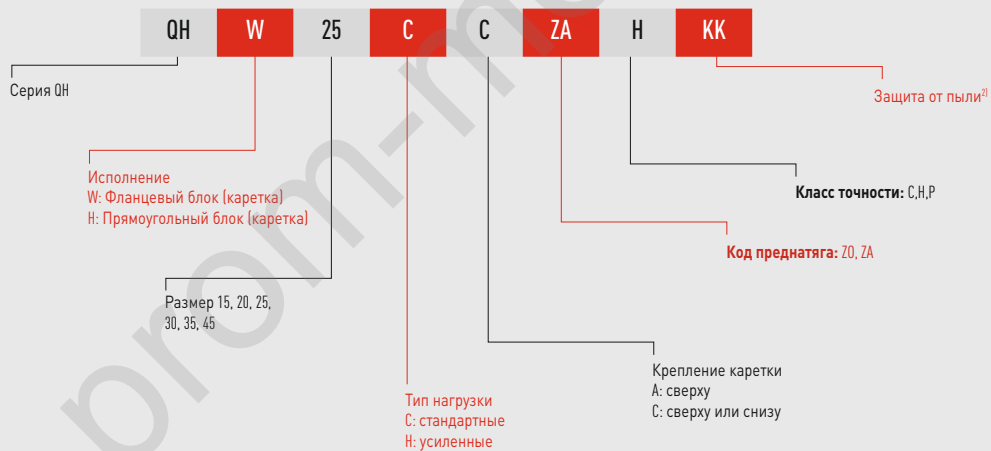 QH W 25 C C ZA H KK
Серия QH
Защита от пыли²⁾
Исполнение
W: Фланцевый блок (каретка)
H: Прямоугольный блок (каретка)
Класс точности: C,H,P
Код преднатяга: Z0, ZA
Размер 15, 20, 25,
30, 35, 45
Крепление каретки
A: сверху
C: сверху или снизу
Тип нагрузки
C: стандартные
H: усиленные
prom-m